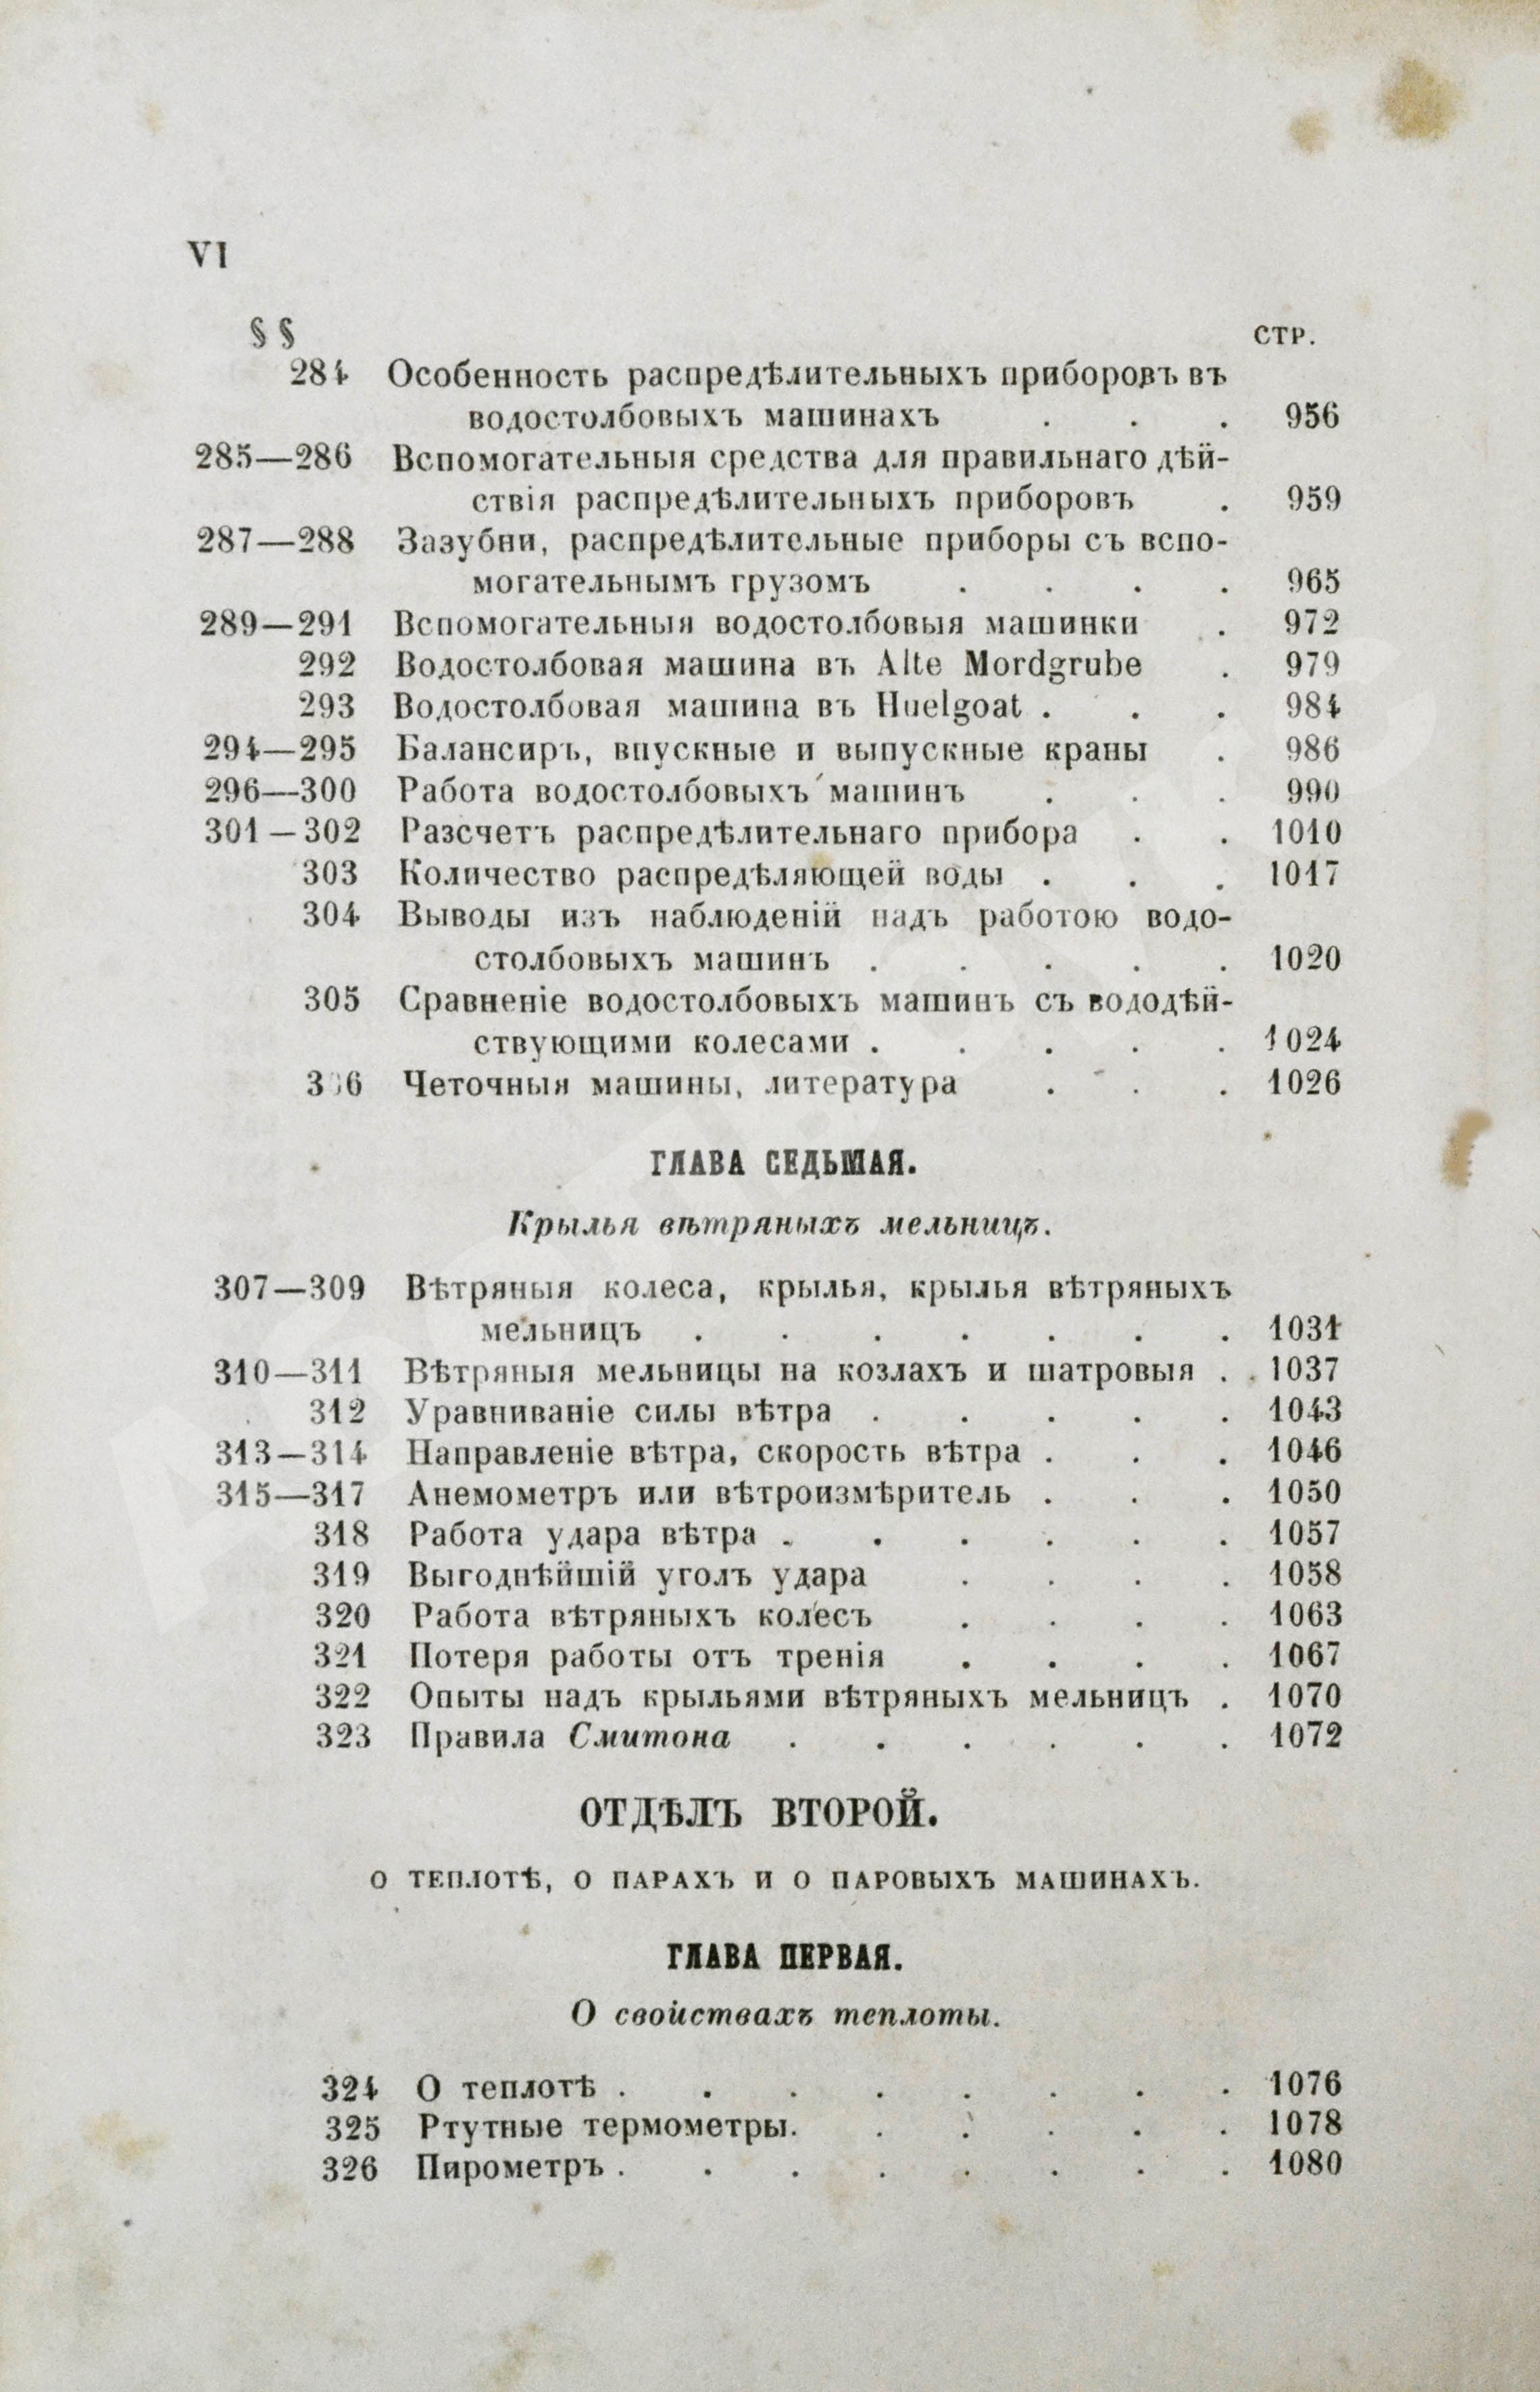 VI
§ §
СТР.
284 Особенность распредѣлительныхъ приборовъ въ
водостолбовыхъ машинахъ . . . 956
285—286 Вспомогательныя средства для правильнаго дѣй-
ствія распредѣлительныхъ приборовъ . 959
287—288 Зазубни, распредѣлительные приборы съ вспо-
могательнымъ грузомъ . . . . 965
289—291 Вспомогательныя водостолбовыя машинки . 972
292 Водостолбовая машина въ Alte Mordgrube . 979
293 Водостолбовая машина въ Huelgoat . . . 984
294—295 Балансиръ, впускные и выпускные краны . 986
296—300 Работа водостолбовыхъ машинъ . . . 990
301—302 Разсчетъ распредѣлительнаго прибора . . 1010
303 Количество распредѣляющей воды . . . 1017
304 Выводы изъ наблюденій надъ работою водо-
столбовыхъ машинъ . . . . . 1020
305 Сравненіе водостолбовыхъ машинъ съ вододѣй-
ствующими колесами . . . . . 1024
306 Четочныя машины, литература . . . 1026
ГЛАВА СЕДЬМАЯ.
Крылья вѣтряныхъ мельницъ.
307—309 Вѣтряныя колеса, крылья, крылья вѣтряныхъ
мельницъ . . . . . . . 1031
310—311 Вѣтряныя мельницы на козлахъ и шатровыя . 1037
312 Уравниваніе силы вѣтра . . . . . 1043
313—314 Направленіе вѣтра, скорость вѣтра . . . 1046
315—317 Анемометръ или вѣтроизмѣритель . . . 1050
318 Работа удара вѣтра . . . . . . 1057
319 Выгоднѣйшій уголъ удара . . . . 1058
320 Работа вѣтряныхъ колесъ . . . . 1063
321 Потеря работы отъ тренія . . . . 1067
322 Опыты надъ крыльями вѣтряныхъ мельницъ . 1070
323 Правила Смитона . . . . . . 1072
ОТДѢЛЪ ВТОРОЙ.
О ТЕПЛОТѢ, О ПАРАХЪ И О ПАРОВЫХЪ МАШИНАХЪ.
ГЛАВА ПЕРВАЯ.
О свойствахъ теплоты.
324 О теплотѣ . . . . . . . . 1076
325 Ртутные термометры. . . . . . 1078
326 Пирометръ . . . . . . . . 1080